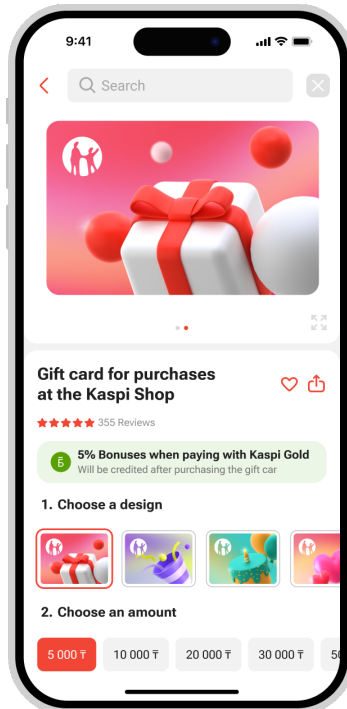 9:41
Search
Gift card for purchases
at the Kaspi Shop
355 Reviews
Б
5% Bonuses when paying with Kaspi Gold
Will be credited after purchasing the gift car
1. Choose a design
2. Choose an amount
5 000 ₸ 10 000 ₸ 20 000 ₸ 30 000 ₸ 50